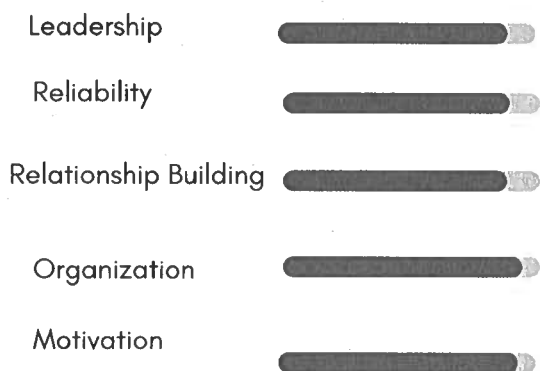 Leadership
Reliability
Relationship Building
Organization
Motivation